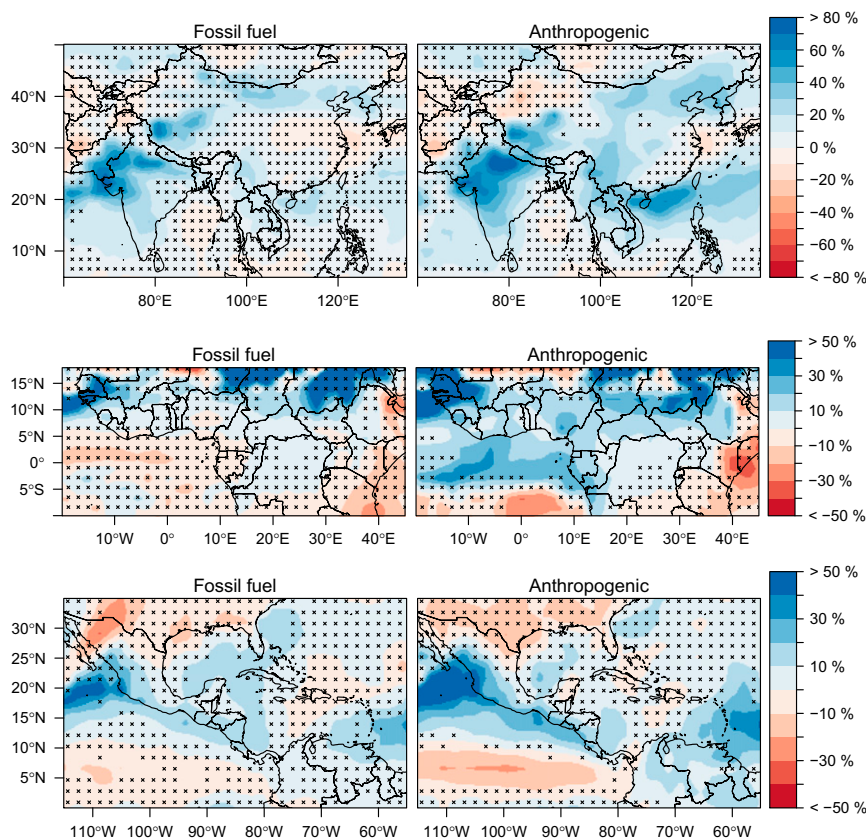 Fossil fuel Anthropogenic
> 80 %
60 %
40 %
20 %
0 %
−20 %
−40 %
−60 %
< −80 %
40°N
30°N
20°N
10°N
80°E 100°E 120°E 80°E 100°E 120°E
Fossil fuel Anthropogenic
> 50 %
30 %
10 %
−10 %
−30 %
< −50 %
15°N
10°N
5°N
0°
5°S
10°W 0° 10°E 20°E 30°E 40°E 10°W 0° 10°E 20°E 30°E 40°E
Fossil fuel Anthropogenic
> 50 %
30 %
10 %
−10 %
−30 %
< −50 %
30°N
25°N
20°N
15°N
10°N
5°N
110°W 100°W 90°W 80°W 70°W 60°W 110°W 100°W 90°W 80°W 70°W 60°W